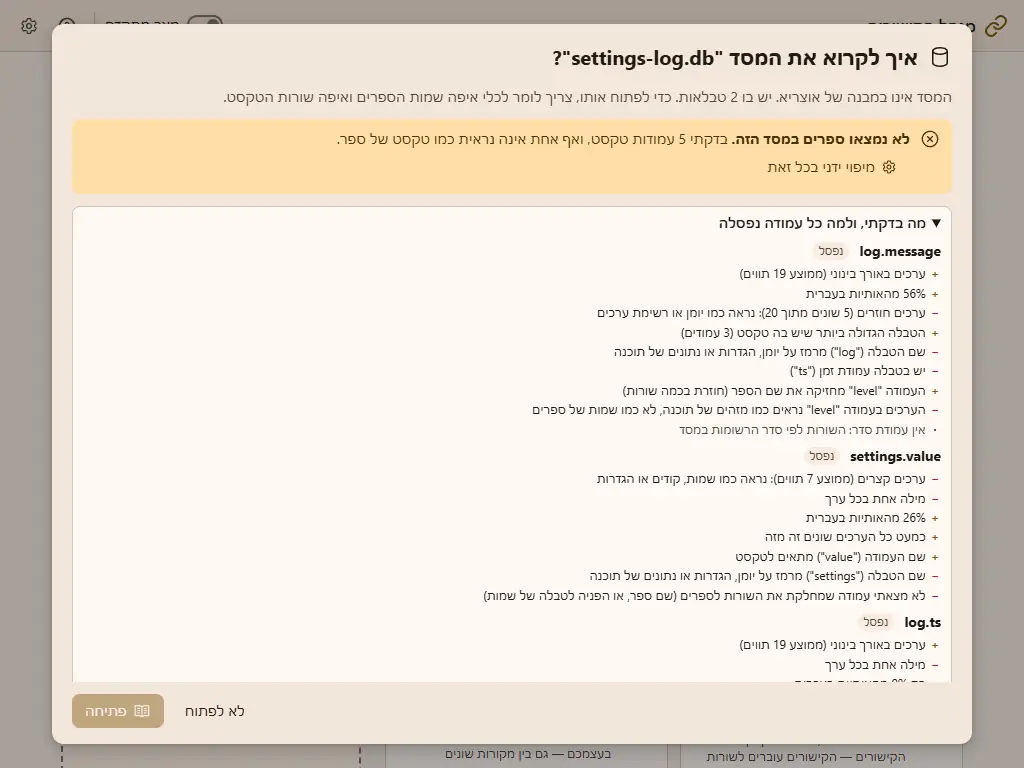 איך לקרוא את המסד "settings-log.db"?
המסד אינו במבנה של אוצריא. יש בו 2 טבלאות. כדי לפתוח אותו, צריך לומר לכלי איפה שמות הספרים ואיפה שורות הטקסט.
לא נמצאו ספרים במסד הזה. בדקתי 5 עמודות טקסט, ואף אחת אינה נראית כמו טקסט של ספר.
מיפוי ידני בכל זאת
▼ מה בדקתי, ולמה כל עמודה נפסלה
log.message נפסל
+ ערכים באורך בינוני (ממוצע 19 תווים)
+ 56% מהאותיות בעברית
− ערכים חוזרים (5 שונים מתוך 20): נראה כמו יומן או רשימת ערכים
+ הטבלה הגדולה ביותר שיש בה טקסט (3 עמודים)
− שם הטבלה ("log") מרמז על יומן, הגדרות או נתונים של תוכנה
− יש בטבלה עמודת זמן ("ts")
+ העמודה "level" מחזיקה את שם הספר (חוזרת בכמה שורות)
− הערכים בעמודה "level" נראים כמו מזהים של תוכנה, לא כמו שמות של ספרים
· אין עמודת סדר: השורות לפי סדר הרשומות במסד
settings.value נפסל
− ערכים קצרים (ממוצע 7 תווים): נראה כמו שמות, קודים או הגדרות
− מילה אחת בכל ערך
+ 26% מהאותיות בעברית
+ כמעט כל הערכים שונים זה מזה
+ שם העמודה ("value") מתאים לטקסט
− שם הטבלה ("settings") מרמז על יומן, הגדרות או נתונים של תוכנה
− לא מצאתי עמודה שמחלקת את השורות לספרים (שם ספר, או הפניה לטבלה של שמות)
log.ts נפסל
+ ערכים באורך בינוני (ממוצע 19 תווים)
− מילה אחת בכל ערך
לא לפתוח
פתיחה
הקישורים — הקישורים עוברים לשורות
בעצמכם — גם בין מקורות שונים